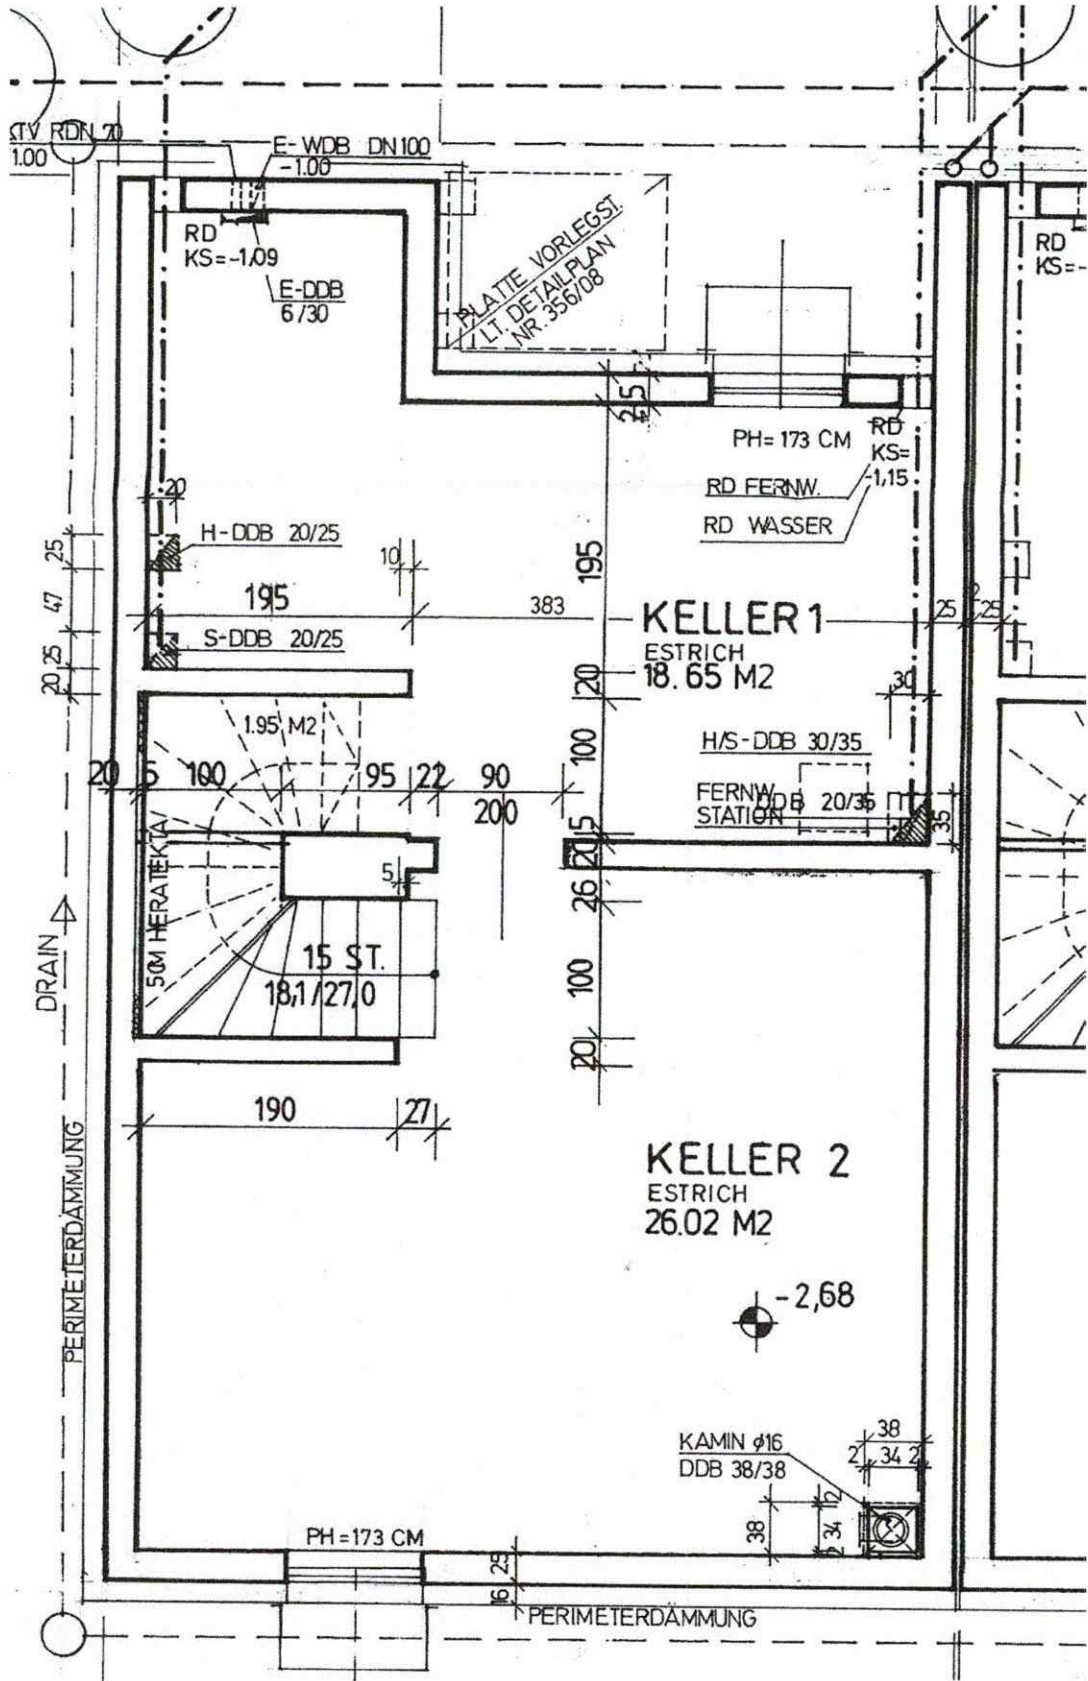 KTV RDN 70
1.00
E-WDB DN100
-1.00
RD
KS=-1,09
E-DDB
6/30
PLATTE VORLEGST.
LT. DETAILPLAN
NR. 356/08
RD
KS=-
25
PH= 173 CM
RD
KS=
-1,15
RD FERNW.
RD WASSER
20
H-DDB 20/25
25
10
195
47
195
383
KELLER 1
ESTRICH
18.65 M2
25
2
25
S-DDB 20/25
25
20
20
30
1.95 M2
100
H/S-DDB 30/35
20
5
100
95
22
90
200
FERNW.
STATION
DDB 20/35
35
5
20
5
26
5CM HERATEKTA
DRAIN
15 ST.
18,1/27,0
100
20
190
27
PERIMETERDÄMMUNG
KELLER 2
ESTRICH
26.02 M2
-2,68
KAMIN ø16
DDB 38/38
38
2
34
2
38
2
34
2
PH=173 CM
25
16
PERIMETERDÄMMUNG